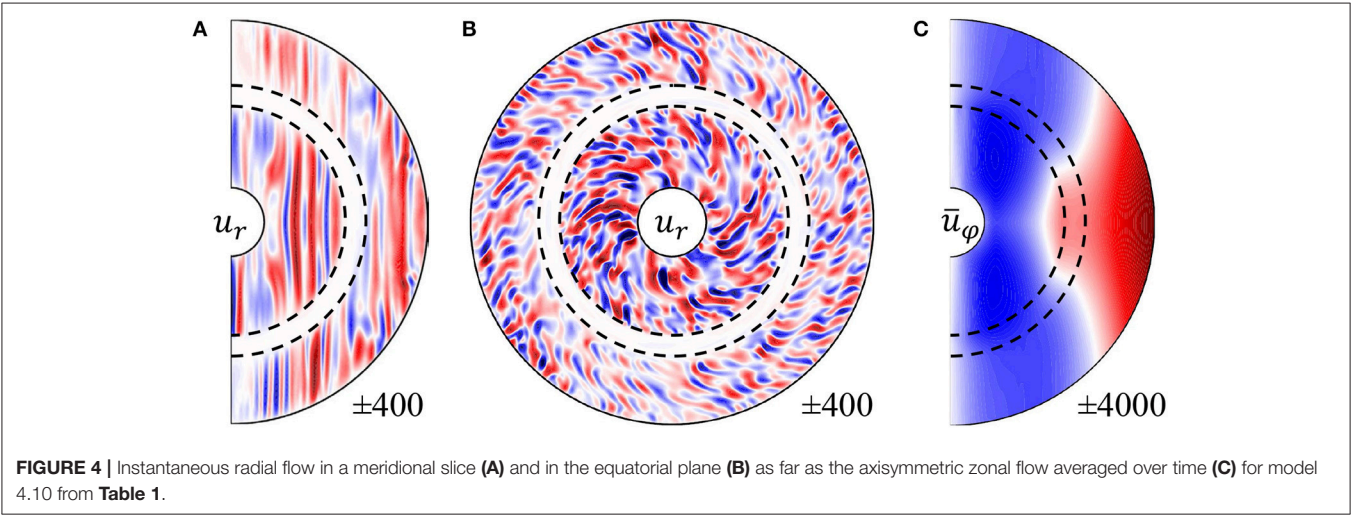 A
B
C
u_r
u_r
ū_φ
±400
±400
±4000
FIGURE 4 | Instantaneous radial flow in a meridional slice (A) and in the equatorial plane (B) as far as the axisymmetric zonal flow averaged over time (C) for model
4.10 from Table 1.